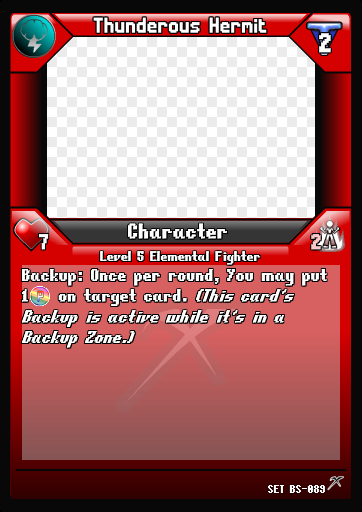 Thunderous Hermit
2
Character
7
2
Level 5 Elemental Fighter
Backup: Once per round, You may put
1 P on target card. (This card's
Backup is active while it's in a
Backup Zone.)
SET BS-089